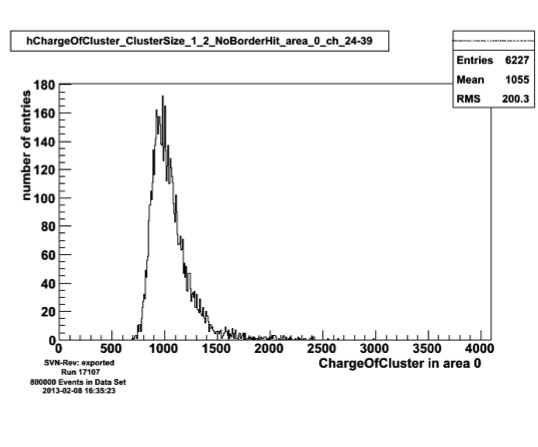 hChargeOfCluster_ClusterSize_1_2_NoBorderHit_area_0_ch_24-39
Entries 6227
Mean 1055
RMS 200.3
number of entries
180
160
140
120
100
80
60
40
20
0
0 500 1000 1500 2000 2500 3000 3500 4000
ChargeOfCluster in area 0
SVN-Rev: exported
Run 17107
800000 Events in Data Set
2013-02-08 16:35:23